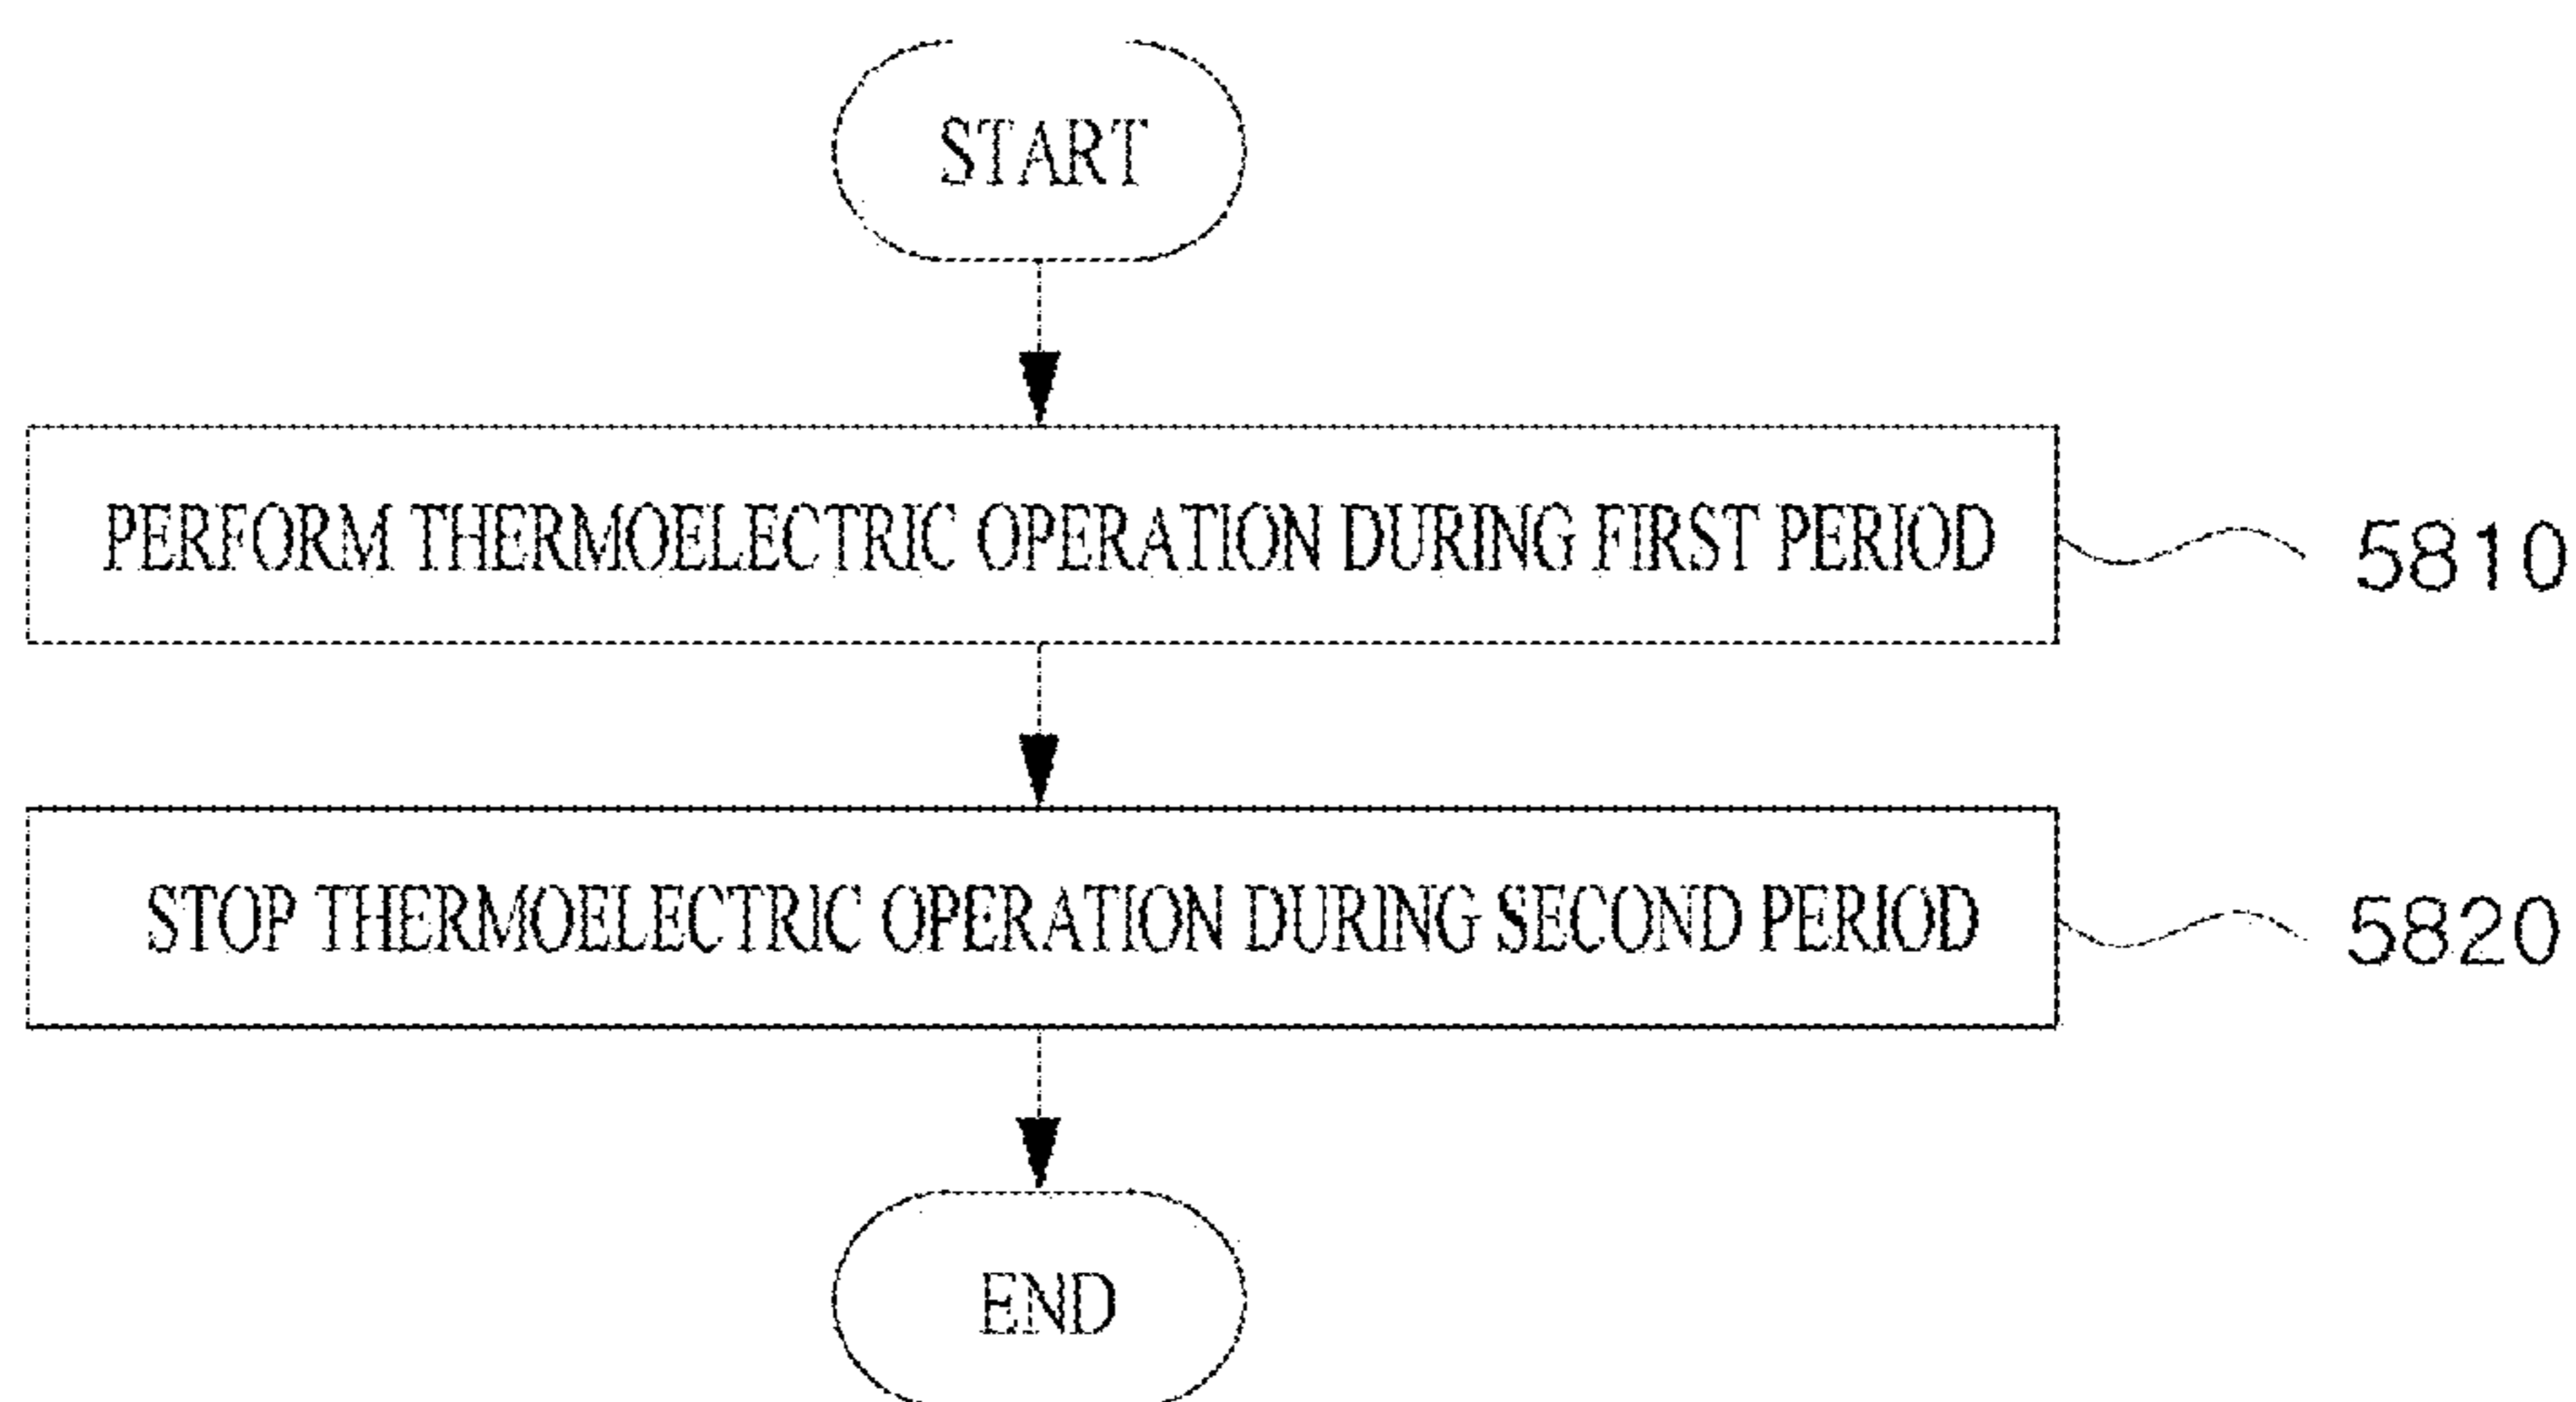 START
PERFORM THERMOELECTRIC OPERATION DURING FIRST PERIOD
5810
STOP THERMOELECTRIC OPERATION DURING SECOND PERIOD
5820
END